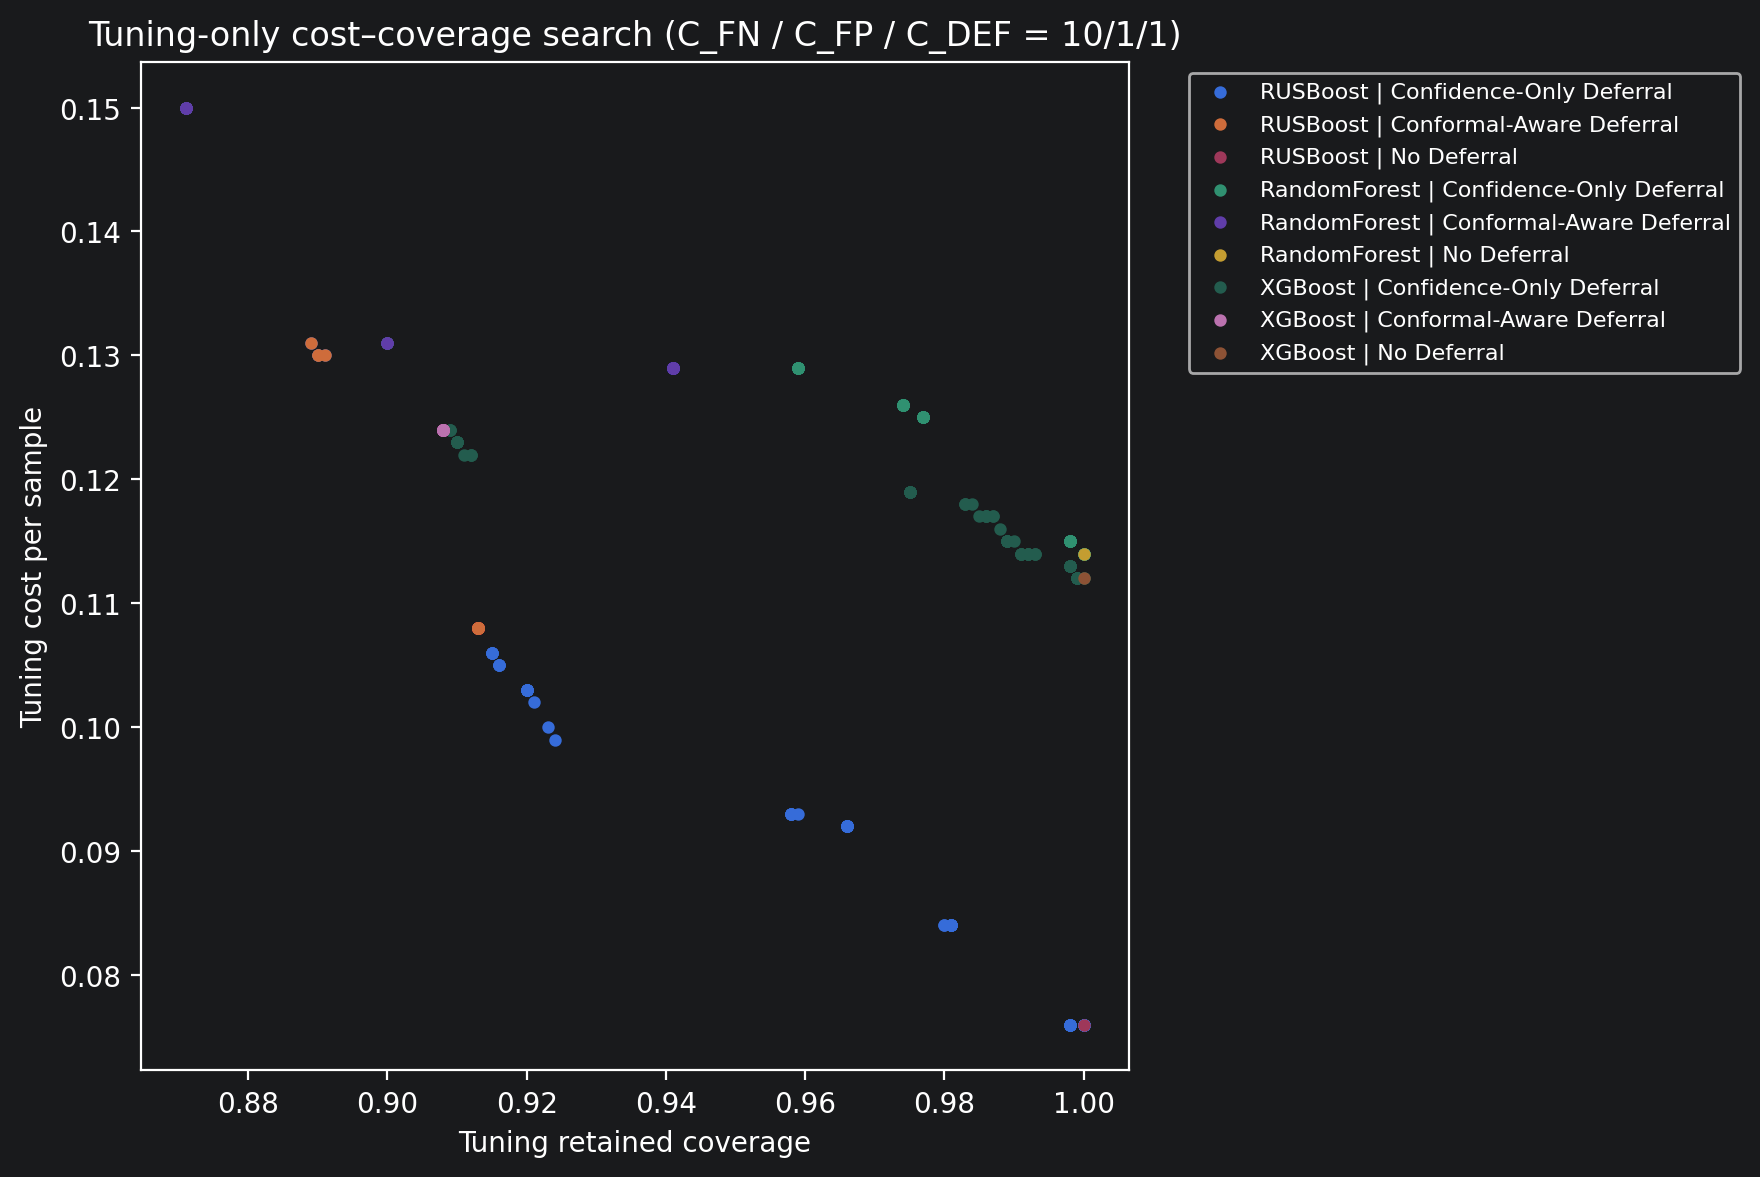 Tuning-only cost–coverage search (C_FN / C_FP / C_DEF = 10/1/1)
RUSBoost | Confidence-Only Deferral
RUSBoost | Conformal-Aware Deferral
RUSBoost | No Deferral
RandomForest | Confidence-Only Deferral
RandomForest | Conformal-Aware Deferral
RandomForest | No Deferral
XGBoost | Confidence-Only Deferral
XGBoost | Conformal-Aware Deferral
XGBoost | No Deferral
Tuning cost per sample
0.15
0.14
0.13
0.12
0.11
0.10
0.09
0.08
0.88 0.90 0.92 0.94 0.96 0.98 1.00
Tuning retained coverage